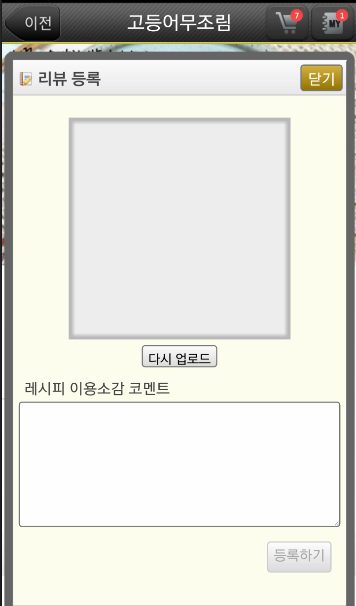 이전
고등어무조림
7
MY
1
리뷰 등록
닫기
다시 업로드
레시피 이용소감 코멘트
등록하기